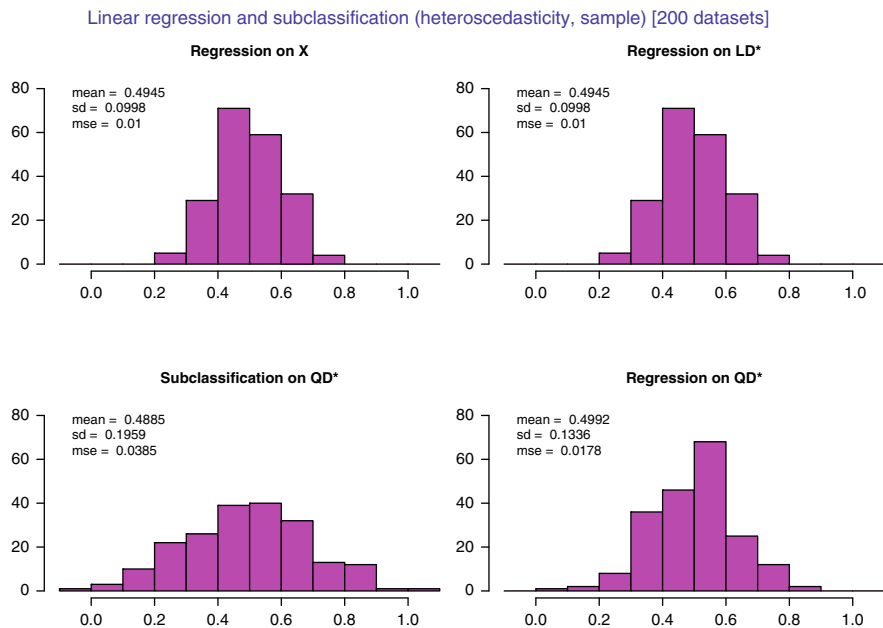 Linear regression and subclassification (heteroscedasticity, sample) [200 datasets]
Regression on X
mean = 0.4945
sd = 0.0998
mse = 0.01
80
60
40
20
0
0.0 0.2 0.4 0.6 0.8 1.0
Regression on LD*
mean = 0.4945
sd = 0.0998
mse = 0.01
80
60
40
20
0
0.0 0.2 0.4 0.6 0.8 1.0
Subclassification on QD*
mean = 0.4885
sd = 0.1959
mse = 0.0385
80
60
40
20
0
0.0 0.2 0.4 0.6 0.8 1.0
Regression on QD*
mean = 0.4992
sd = 0.1336
mse = 0.0178
80
60
40
20
0
0.0 0.2 0.4 0.6 0.8 1.0